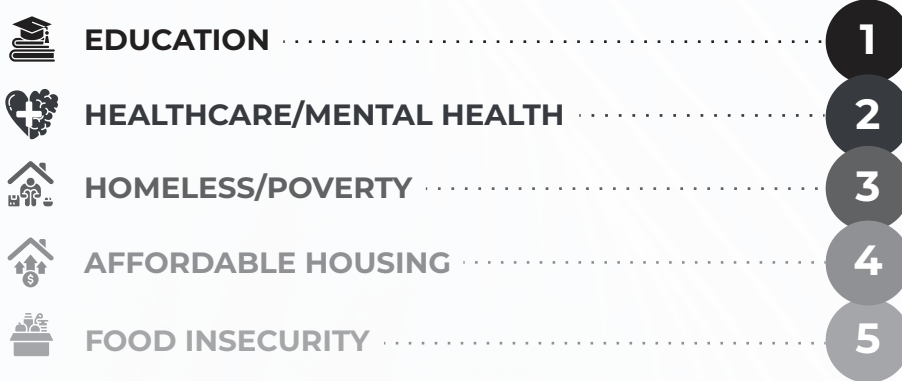 EDUCATION 1
HEALTHCARE/MENTAL HEALTH 2
HOMELESS/POVERTY 3
AFFORDABLE HOUSING 4
FOOD INSECURITY 5